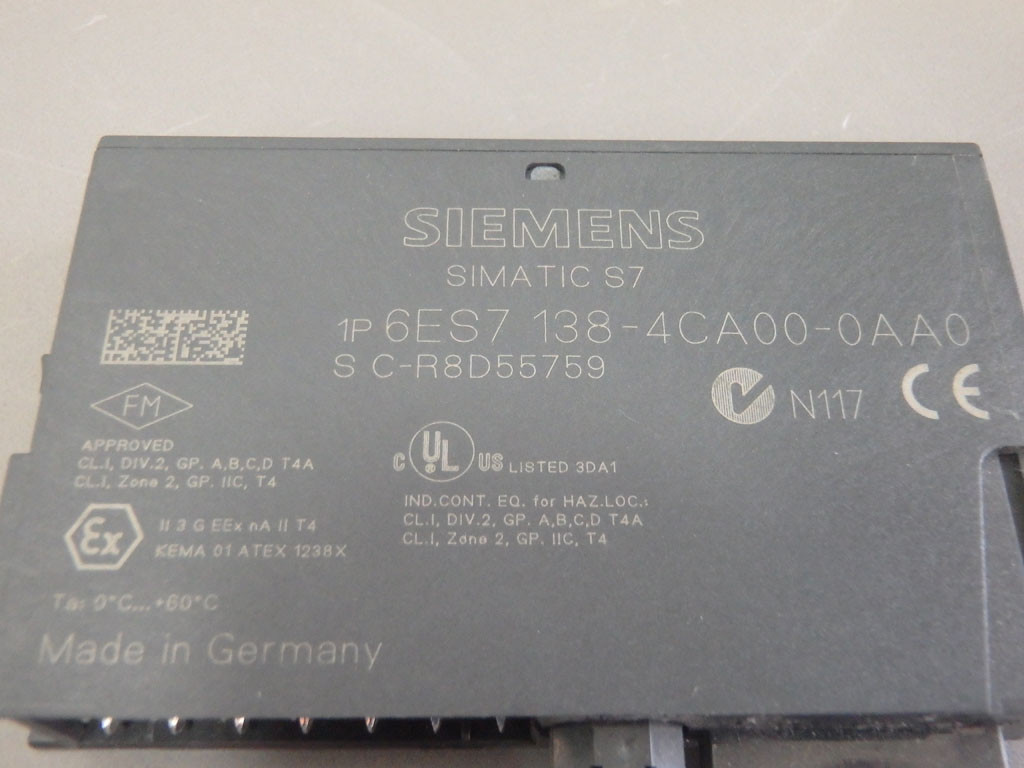 SIEMENS
SIMATIC S7
1P 6ES7 138-4CA00-0AA0
S C-R8D55759
N117 CE
FM
APPROVED
CL.I, DIV.2, GP. A,B,C,D T4A
CL.I, Zone 2, GP. IIC, T4
C UL US LISTED 3DA1
IND.CONT. EQ. for HAZ.LOC.:
CL.I, DIV.2, GP. A,B,C,D T4A
CL.I, Zone 2, GP. IIC, T4
Ex II 3 G EEx nA II T4
KEMA 01 ATEX 1238X
Ta: 0°C...+60°C
Made in Germany